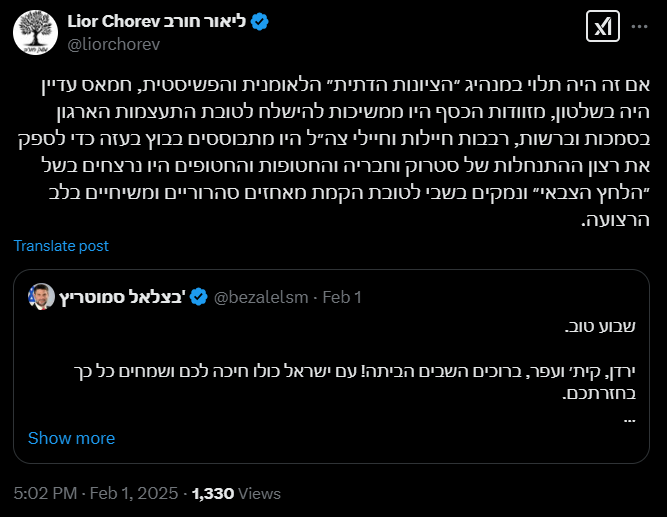 Lior Chorev ליאור חורב
@liorchorev
אם זה היה תלוי במנהיג ״הציונות הדתית״ הלאומנית והפשיסטית, חמאס עדיין
היה בשלטון, מזוודות הכסף היו ממשיכות להישלח לטובת התעצמות הארגון
בסמכות וברשות, רבבות חיילות וחיילי צה״ל היו מתבוססים בבוץ בעזה כדי לספק
את רצון ההתנחלות של סטרוק וחבריה והחטופות והחטופים היו נרצחים בשל
״הלחץ הצבאי״ ונמקים בשבי לטובת הקמת מאחזים סהרוריים ומשיחיים בלב
הרצועה.
Translate post
בצלאל סמוטריץ' @bezalelsm · Feb 1
שבוע טוב.
ירדן, קית׳ ועפר, ברוכים השבים הביתה! עם ישראל כולו חיכה לכם ושמחים כל כך
בחזרתכם.
...
Show more
5:02 PM · Feb 1, 2025 · 1,330 Views